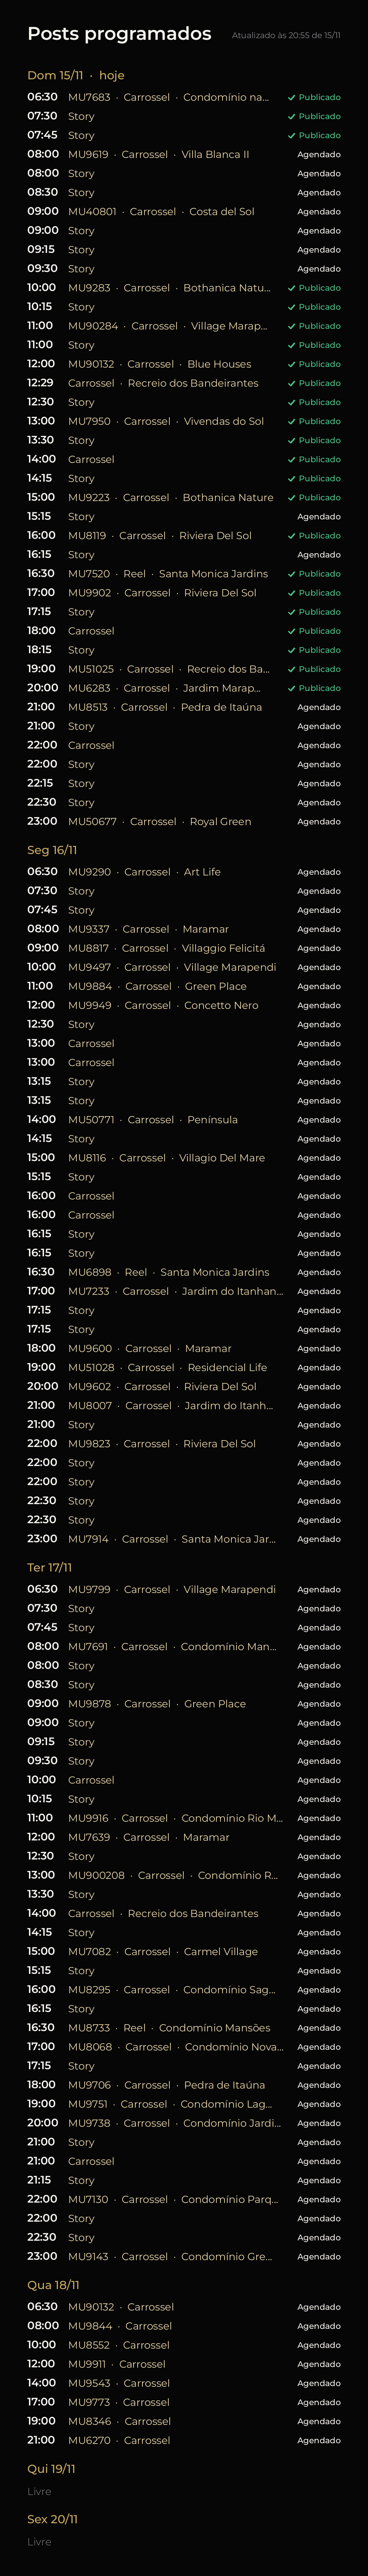 Posts programados Atualizado às 20:55 de 15/11
Dom 15/11 · hoje
06:30 MU7683 · Carrossel · Condomínio na... ✓ Publicado
07:30 Story ✓ Publicado
07:45 Story ✓ Publicado
08:00 MU9619 · Carrossel · Villa Blanca II Agendado
08:00 Story Agendado
08:30 Story Agendado
09:00 MU40801 · Carrossel · Costa del Sol Agendado
09:00 Story Agendado
09:15 Story Agendado
09:30 Story Agendado
10:00 MU9283 · Carrossel · Bothanica Natu... ✓ Publicado
10:15 Story ✓ Publicado
11:00 MU90284 · Carrossel · Village Marap... ✓ Publicado
11:00 Story ✓ Publicado
12:00 MU90132 · Carrossel · Blue Houses ✓ Publicado
12:29 Carrossel · Recreio dos Bandeirantes ✓ Publicado
12:30 Story ✓ Publicado
13:00 MU7950 · Carrossel · Vivendas do Sol ✓ Publicado
13:30 Story ✓ Publicado
14:00 Carrossel ✓ Publicado
14:15 Story ✓ Publicado
15:00 MU9223 · Carrossel · Bothanica Nature ✓ Publicado
15:15 Story Agendado
16:00 MU8119 · Carrossel · Riviera Del Sol ✓ Publicado
16:15 Story Agendado
16:30 MU7520 · Reel · Santa Monica Jardins ✓ Publicado
17:00 MU9902 · Carrossel · Riviera Del Sol ✓ Publicado
17:15 Story ✓ Publicado
18:00 Carrossel ✓ Publicado
18:15 Story ✓ Publicado
19:00 MU51025 · Carrossel · Recreio dos Ba... ✓ Publicado
20:00 MU6283 · Carrossel · Jardim Marap... ✓ Publicado
21:00 MU8513 · Carrossel · Pedra de Itaúna Agendado
21:00 Story Agendado
22:00 Carrossel Agendado
22:00 Story Agendado
22:15 Story Agendado
22:30 Story Agendado
23:00 MU50677 · Carrossel · Royal Green Agendado
Seg 16/11
06:30 MU9290 · Carrossel · Art Life Agendado
07:30 Story Agendado
07:45 Story Agendado
08:00 MU9337 · Carrossel · Maramar Agendado
09:00 MU8817 · Carrossel · Villaggio Felicitá Agendado
10:00 MU9497 · Carrossel · Village Marapendi Agendado
11:00 MU9884 · Carrossel · Green Place Agendado
12:00 MU9949 · Carrossel · Concetto Nero Agendado
12:30 Story Agendado
13:00 Carrossel Agendado
13:00 Carrossel Agendado
13:15 Story Agendado
13:15 Story Agendado
14:00 MU50771 · Carrossel · Península Agendado
14:15 Story Agendado
15:00 MU8116 · Carrossel · Villagio Del Mare Agendado
15:15 Story Agendado
16:00 Carrossel Agendado
16:00 Carrossel Agendado
16:15 Story Agendado
16:15 Story Agendado
16:30 MU6898 · Reel · Santa Monica Jardins Agendado
17:00 MU7233 · Carrossel · Jardim do Itanhan... Agendado
17:15 Story Agendado
17:15 Story Agendado
18:00 MU9600 · Carrossel · Maramar Agendado
19:00 MU51028 · Carrossel · Residencial Life Agendado
20:00 MU9602 · Carrossel · Riviera Del Sol Agendado
21:00 MU8007 · Carrossel · Jardim do Itanh... Agendado
21:00 Story Agendado
22:00 MU9823 · Carrossel · Riviera Del Sol Agendado
22:00 Story Agendado
22:00 Story Agendado
22:30 Story Agendado
22:30 Story Agendado
23:00 MU7914 · Carrossel · Santa Monica Jar... Agendado
Ter 17/11
06:30 MU9799 · Carrossel · Village Marapendi Agendado
07:30 Story Agendado
07:45 Story Agendado
08:00 MU7691 · Carrossel · Condomínio Man... Agendado
08:00 Story Agendado
08:30 Story Agendado
09:00 MU9878 · Carrossel · Green Place Agendado
09:00 Story Agendado
09:15 Story Agendado
09:30 Story Agendado
10:00 Carrossel Agendado
10:15 Story Agendado
11:00 MU9916 · Carrossel · Condomínio Rio M... Agendado
12:00 MU7639 · Carrossel · Maramar Agendado
12:30 Story Agendado
13:00 MU900208 · Carrossel · Condomínio R... Agendado
13:30 Story Agendado
14:00 Carrossel · Recreio dos Bandeirantes Agendado
14:15 Story Agendado
15:00 MU7082 · Carrossel · Carmel Village Agendado
15:15 Story Agendado
16:00 MU8295 · Carrossel · Condomínio Sag... Agendado
16:15 Story Agendado
16:30 MU8733 · Reel · Condomínio Mansões Agendado
17:00 MU8068 · Carrossel · Condomínio Nova... Agendado
17:15 Story Agendado
18:00 MU9706 · Carrossel · Pedra de Itaúna Agendado
19:00 MU9751 · Carrossel · Condomínio Lag... Agendado
20:00 MU9738 · Carrossel · Condomínio Jardi... Agendado
21:00 Story Agendado
21:00 Carrossel Agendado
21:15 Story Agendado
22:00 MU7130 · Carrossel · Condomínio Parq... Agendado
22:00 Story Agendado
22:30 Story Agendado
23:00 MU9143 · Carrossel · Condomínio Gre... Agendado
Qua 18/11
06:30 MU90132 · Carrossel Agendado
08:00 MU9844 · Carrossel Agendado
10:00 MU8552 · Carrossel Agendado
12:00 MU9911 · Carrossel Agendado
14:00 MU9543 · Carrossel Agendado
17:00 MU9773 · Carrossel Agendado
19:00 MU8346 · Carrossel Agendado
21:00 MU6270 · Carrossel Agendado
Qui 19/11
Livre
Sex 20/11
Livre